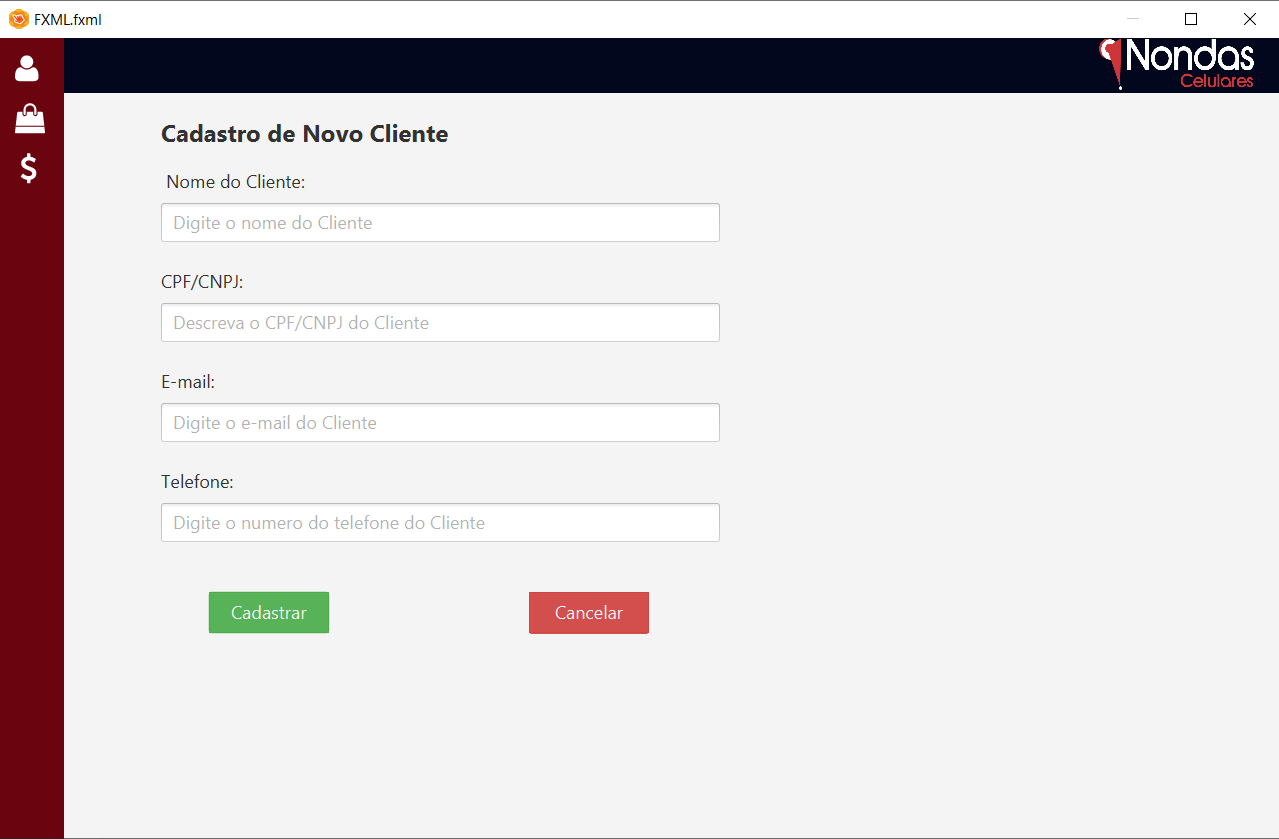 FXML.fxml
Nondas
Celulares
Cadastro de Novo Cliente
Nome do Cliente:
Digite o nome do Cliente
CPF/CNPJ:
Descreva o CPF/CNPJ do Cliente
E-mail:
Digite o e-mail do Cliente
Telefone:
Digite o numero do telefone do Cliente
Cadastrar Cancelar